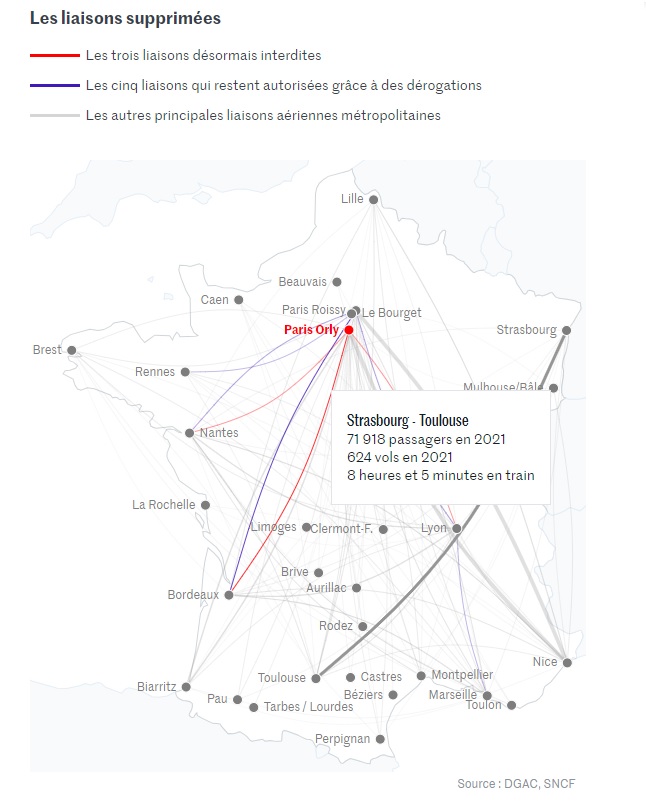 Les liaisons supprimées
Les trois liaisons désormais interdites
Les cinq liaisons qui restent autorisées grâce à des dérogations
Les autres principales liaisons aériennes métropolitaines
Lille
Beauvais
Caen
Paris Roissy
Le Bourget
Paris Orly
Strasbourg
Brest
Rennes
Mulhouse/Bâl
Strasbourg - Toulouse
71 918 passagers en 2021
624 vols en 2021
8 heures et 5 minutes en train
Nantes
La Rochelle
Limoges
Clermont-F.
Lyon
Brive
Aurillac
Bordeaux
Rodez
Nice
Toulouse
Castres
Montpellier
Biarritz
Béziers
Marseille
Pau
Tarbes / Lourdes
Toulon
Perpignan
Source : DGAC, SNCF